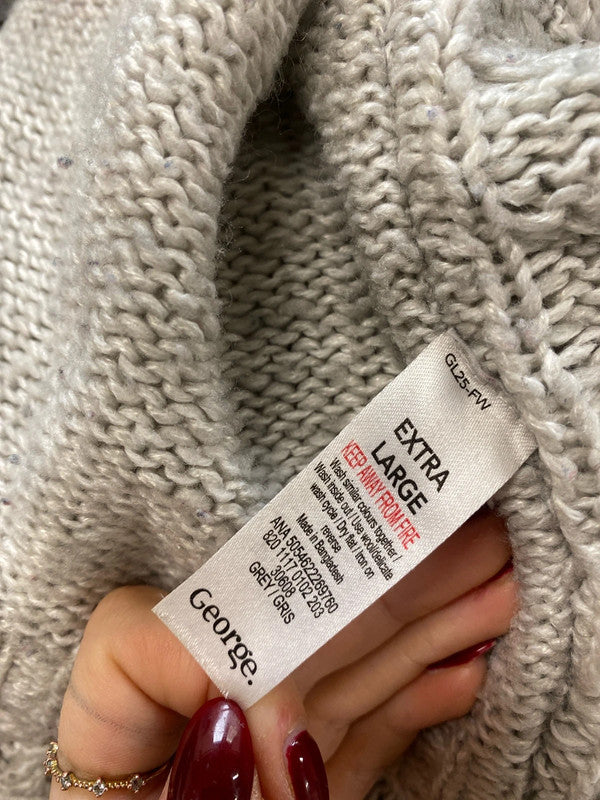 GL25-FW
EXTRA
LARGE
KEEP AWAY FROM FIRE
Wash similar colours together /
Wash inside out / Use wool/delicate
wash cycle / Dry flat / Iron on
reverse
Made in Bangladesh
ANA 5054622269760
820 1117 0102 203
30608
GREY / GRIS
George.